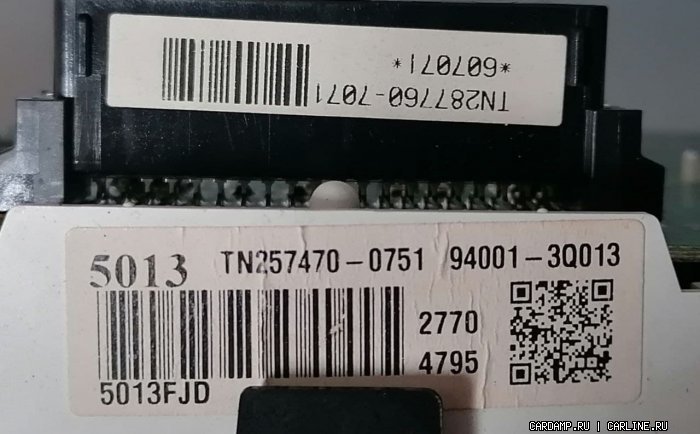 *607071*
TN287760-7071
5013 TN257470-0751 94001-3Q013
2770
4795
5013FJD
CARDAMP.RU | CARLINE.RU